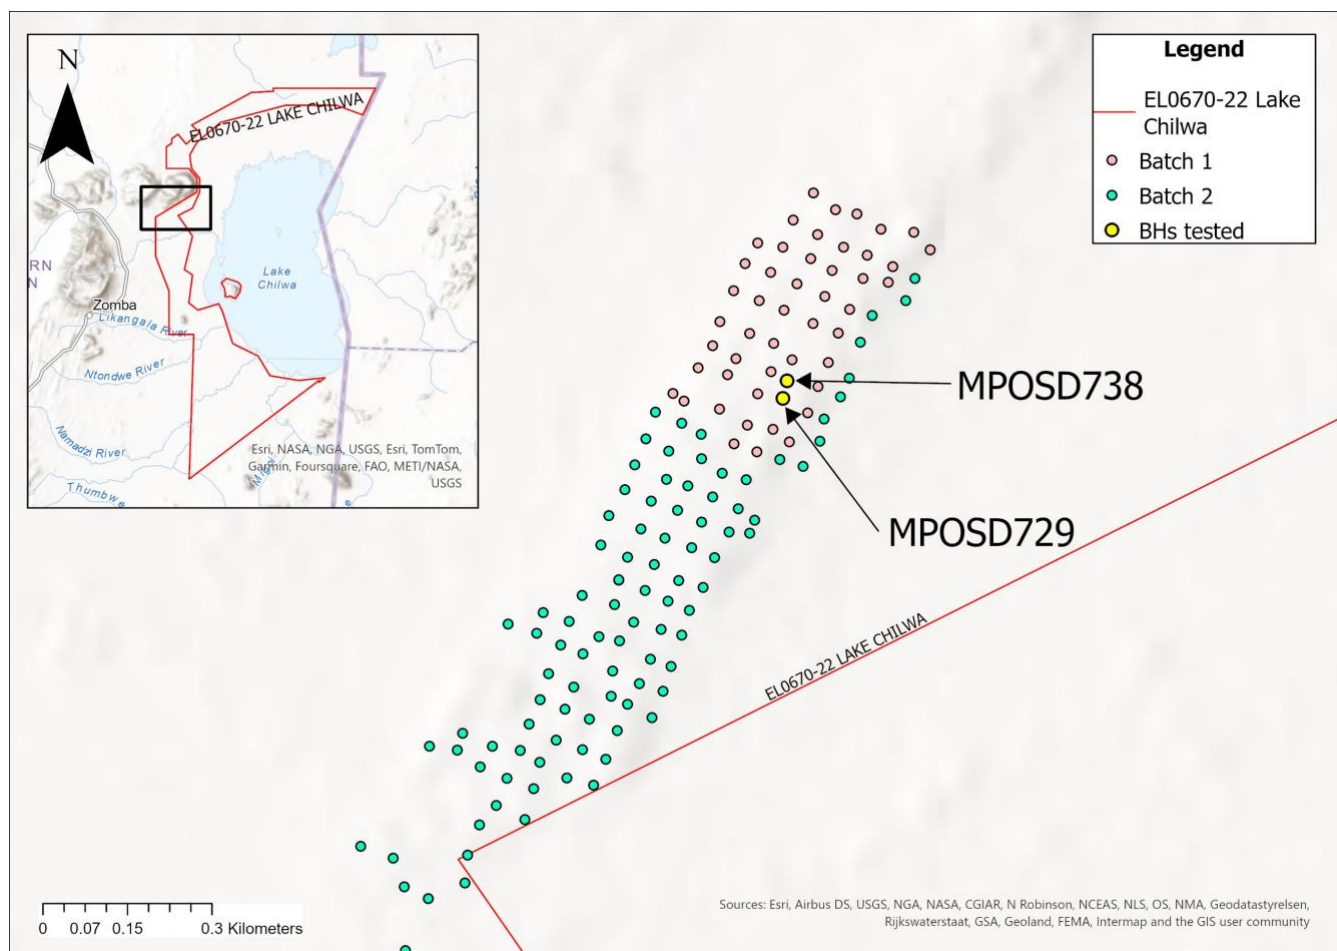 N
EL0670-22 LAKE CHILWA
RN
N
Lake
Chilwa
Zomba
Likangala River
Ntondwe River
Namadzi River
Thumbwe
Esri, NASA, NGA, USGS, Esri, TomTom,
Garmin, Foursquare, FAO, METI/NASA,
USGS
Legend
EL0670-22 Lake
Chilwa
Batch 1
Batch 2
BHs tested
MPOSD738
MPOSD729
EL0670-22 LAKE CHILWA
0 0.07 0.15 0.3 Kilometers
Sources: Esri, Airbus DS, USGS, NGA, NASA, CGIAR, N Robinson, NCEAS, NLS, OS, NMA, Geodatastyrelsen,
Rijkswaterstaat, GSA, Geoland, FEMA, Intermap and the GIS user community